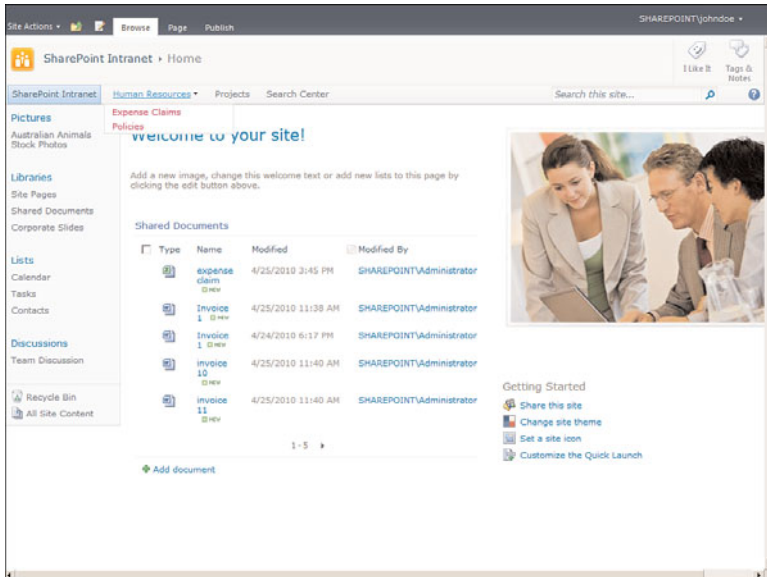 SHAREPOINT\johndoe
Site Actions Browse Page Publish
SharePoint Intranet Home
I Like It
Tags & Notes
SharePoint Intranet Human Resources Projects Search Center Search this site...
Expense Claims
Policies
Pictures
Australian Animals
Stock Photos
Libraries
Site Pages
Shared Documents
Corporate Slides
Lists
Calendar
Tasks
Contacts
Discussions
Team Discussion
Recycle Bin
All Site Content
Welcome to your site!
Add a new image, change this welcome text or add new lists to this page by
clicking the edit button above.
Shared Documents
Type Name Modified Modified By
expense 4/25/2010 3:45 PM SHAREPOINT\Administrator
claim
NEW
Invoice 4/25/2010 11:38 AM SHAREPOINT\Administrator
1 NEW
Invoice 4/24/2010 6:17 PM SHAREPOINT\Administrator
1 NEW
invoice 4/25/2010 11:40 AM SHAREPOINT\Administrator
10
NEW
invoice 4/25/2010 11:40 AM SHAREPOINT\Administrator
11
NEW
1 - 5
Add document
Getting Started
Share this site
Change site theme
Set a site icon
Customize the Quick Launch